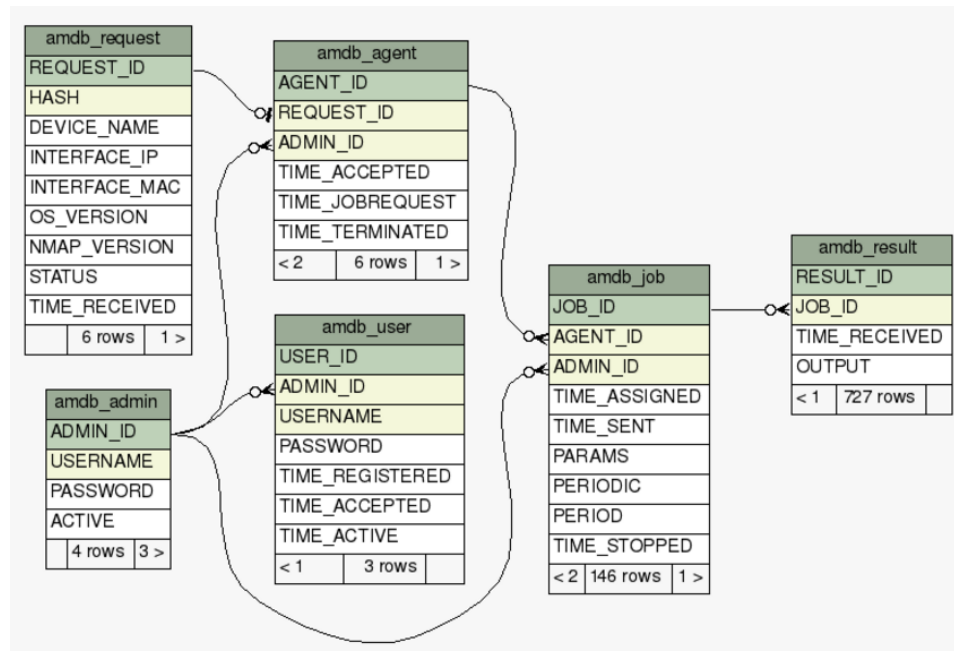 amdb_request
REQUEST_ID
HASH
DEVICE_NAME
INTERFACE_IP
INTERFACE_MAC
OS_VERSION
NMAP_VERSION
STATUS
TIME_RECEIVED
6 rows 1 >
amdb_agent
AGENT_ID
REQUEST_ID
ADMIN_ID
TIME_ACCEPTED
TIME_JOBREQUEST
TIME_TERMINATED
< 2 6 rows 1 >
amdb_admin
ADMIN_ID
USERNAME
PASSWORD
ACTIVE
4 rows 3 >
amdb_user
USER_ID
ADMIN_ID
USERNAME
PASSWORD
TIME_REGISTERED
TIME_ACCEPTED
TIME_ACTIVE
< 1 3 rows
amdb_job
JOB_ID
AGENT_ID
ADMIN_ID
TIME_ASSIGNED
TIME_SENT
PARAMS
PERIODIC
PERIOD
TIME_STOPPED
< 2 146 rows 1 >
amdb_result
RESULT_ID
JOB_ID
TIME_RECEIVED
OUTPUT
< 1 727 rows